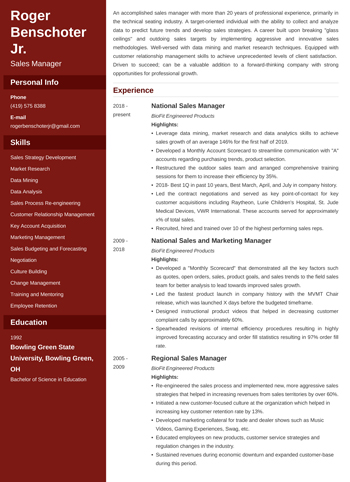 Roger
Benschoter
Jr.
Sales Manager
Personal Info
Phone
(419) 575 8388
E-mail
rogerbenschoterjr@gmail.com
Skills
Sales Strategy Development
Market Research
Data Mining
Data Analysis
Sales Process Re-engineering
Customer Relationship Management
Key Account Acquisition
Marketing Management
Sales Budgeting and Forecasting
Negotiation
Culture Building
Change Management
Training and Mentoring
Employee Retention
Education
1992
Bowling Green State
University, Bowling Green,
OH
Bachelor of Science in Education
An accomplished sales manager with more than 20 years of professional experience, primarily in
the technical seating industry. A target-oriented individual with the ability to collect and analyze
data to predict future trends and develop sales strategies. A career built upon breaking "glass
ceilings" and outdoing sales targets by implementing aggressive and innovative sales
methodologies. Well-versed with data mining and market research techniques. Equipped with
customer relationship management skills to achieve unprecedented levels of client satisfaction.
Driven to succeed; can be a valuable addition to a forward-thinking company with strong
opportunities for professional growth.
Experience
2018 -
present
National Sales Manager
BioFit Engineered Products
Highlights:
• Leverage data mining, market research and data analytics skills to achieve
sales growth of an average 146% for the first half of 2019.
• Developed a Monthly Account Scorecard to streamline communication with "A"
accounts regarding purchasing trends, product selection.
• Restructured the outdoor sales team and arranged comprehensive training
sessions for them to increase their efficiency by 35%.
• 2018- Best 1Q in past 10 years, Best March, April, and July in company history.
• Led the contract negotiations and served as key point-of-contact for key
customer acquisitions including Raytheon, Lurie Children's Hospital, St. Jude
Medical Devices, VWR International. These accounts served for approximately
x% of total sales.
• Recruited, hired and trained over 10 of the highest performing sales reps.
2009 -
2018
National Sales and Marketing Manager
BioFit Engineered Products
Highlights:
• Developed a "Monthly Scorecard" that demonstrated all the key factors such
as quotes, open orders, sales, product goals, and sales trends to the field sales
team for better analysis to lead towards improved sales growth.
• Led the fastest product launch in company history with the MVMT Chair
release, which was launched X days before the budgeted timeframe.
• Designed instructional product videos that helped in decreasing customer
complaint calls by approximately 60%.
• Spearheaded revisions of internal efficiency procedures resulting in highly
improved forecasting accuracy and order fill statistics resulting in 97% order fill
rate.
2005 -
2009
Regional Sales Manager
BioFit Engineered Products
Highlights:
• Re-engineered the sales process and implemented new, more aggressive sales
strategies that helped in increasing revenues from sales territories by over 60%.
• Initiated a new customer-focused culture at the organization which helped in
increasing key customer retention rate by 13%.
• Developed marketing collateral for trade and dealer shows such as Music
Videos, Gaming Experiences, Swag, etc.
• Educated employees on new products, customer service strategies and
regulation changes in the industry.
• Sustained revenues during economic downturn and expanded customer-base
during this period.